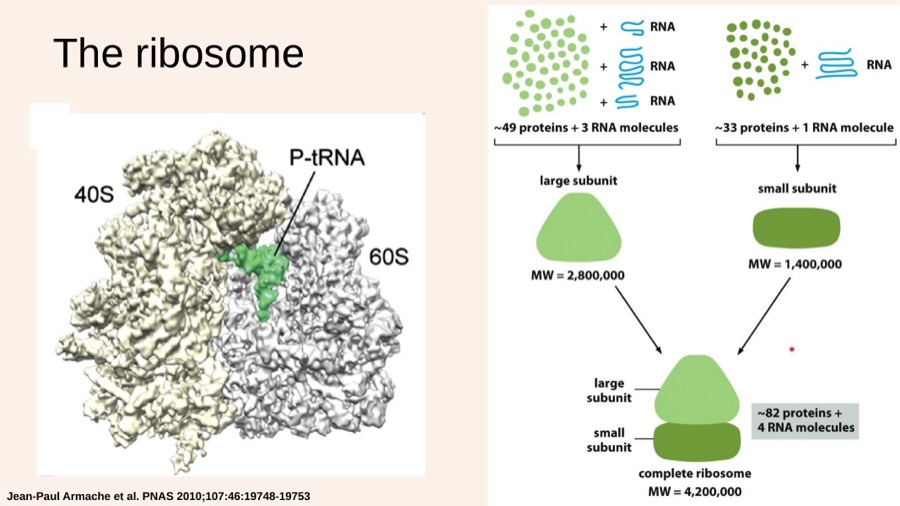 The ribosome
P-tRNA
40S
60S
Jean-Paul Armache et al. PNAS 2010;107:46:19748-19753
+ RNA
+ RNA
+ RNA
~49 proteins + 3 RNA molecules
+ RNA
~33 proteins + 1 RNA molecule
large subunit
MW = 2,800,000
small subunit
MW = 1,400,000
large
subunit
small
subunit
~82 proteins +
4 RNA molecules
complete ribosome
MW = 4,200,000
*